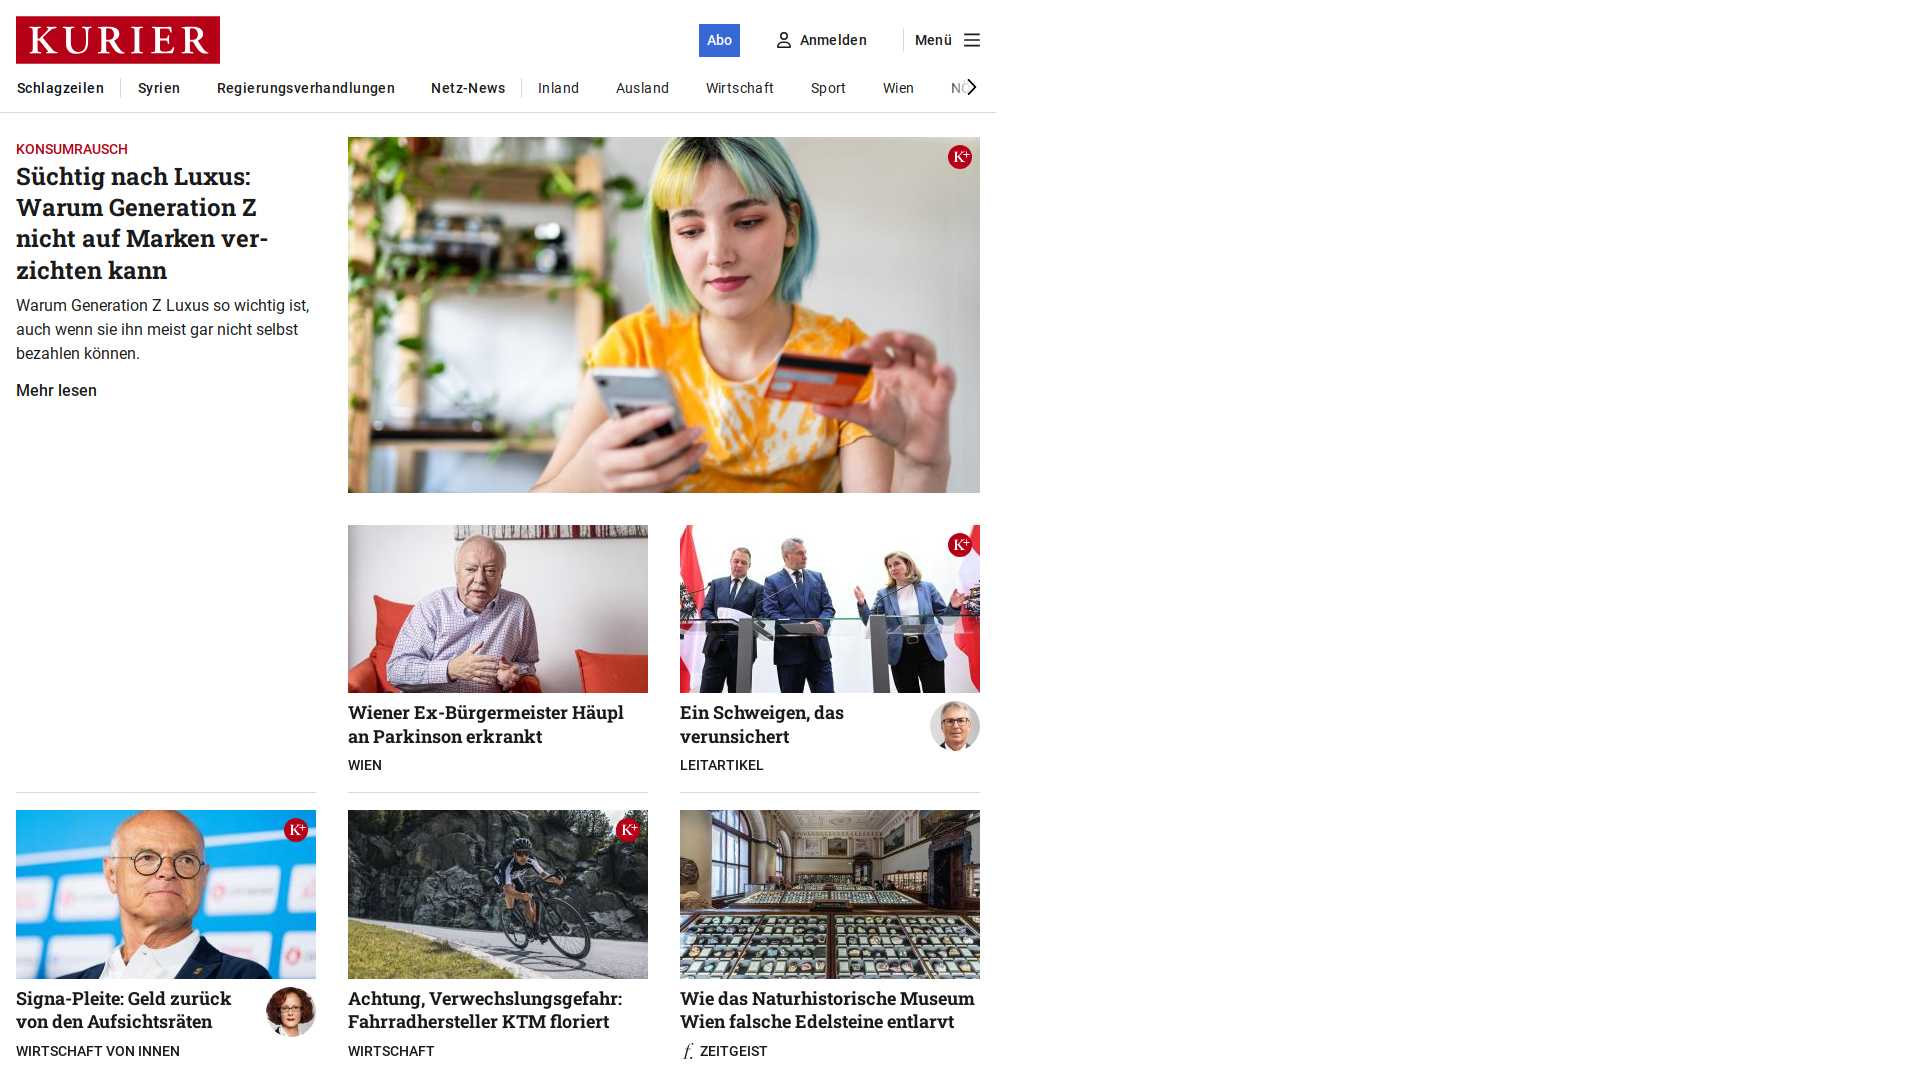 KURIER
Abo
Anmelden
Menü
Schlagzeilen
Syrien
Regierungsverhandlungen
Netz-News
Inland
Ausland
Wirtschaft
Sport
Wien
NÖ
KONSUMRAUSCH
Süchtig nach Luxus:
Warum Generation Z
nicht auf Marken ver-
zichten kann
Warum Generation Z Luxus so wichtig ist,
auch wenn sie ihn meist gar nicht selbst
bezahlen können.
Mehr lesen
K+
K+
Wiener Ex-Bürgermeister Häupl
an Parkinson erkrankt
WIEN
Ein Schweigen, das
verunsichert
LEITARTIKEL
K+
K+
Signa-Pleite: Geld zurück
von den Aufsichtsräten
WIRTSCHAFT VON INNEN
Achtung, Verwechslungsgefahr:
Fahrradhersteller KTM floriert
WIRTSCHAFT
Wie das Naturhistorische Museum
Wien falsche Edelsteine entlarvt
f. ZEITGEIST